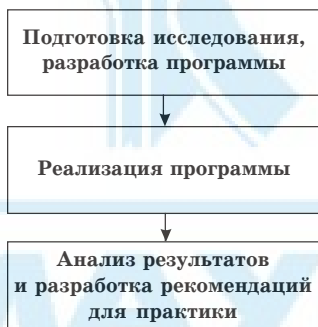 Подготовка исследования,
разработка программы
Реализация программы
Анализ результатов
и разработка рекомендаций
для практики